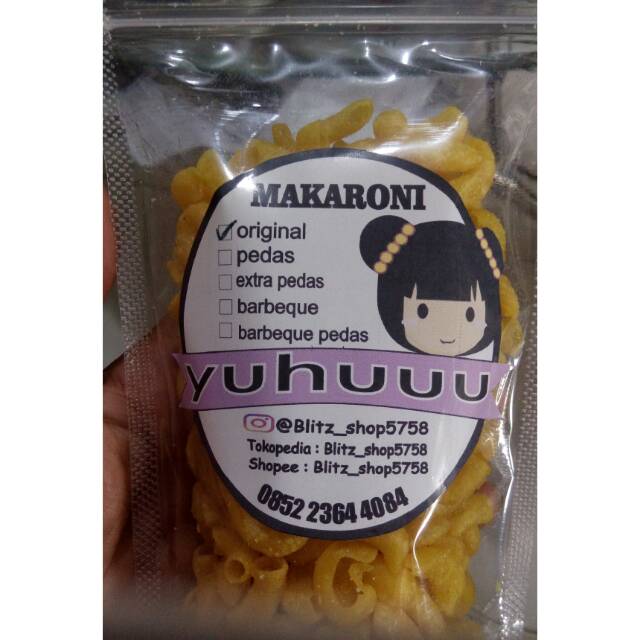 MAKARONI
original
pedas
extra pedas
barbeque
barbeque pedas
yuhuuu
@Blitz_shop5758
Tokopedia : Blitz_shop5758
Shopee : Blitz_shop5758
0852 2364 4084